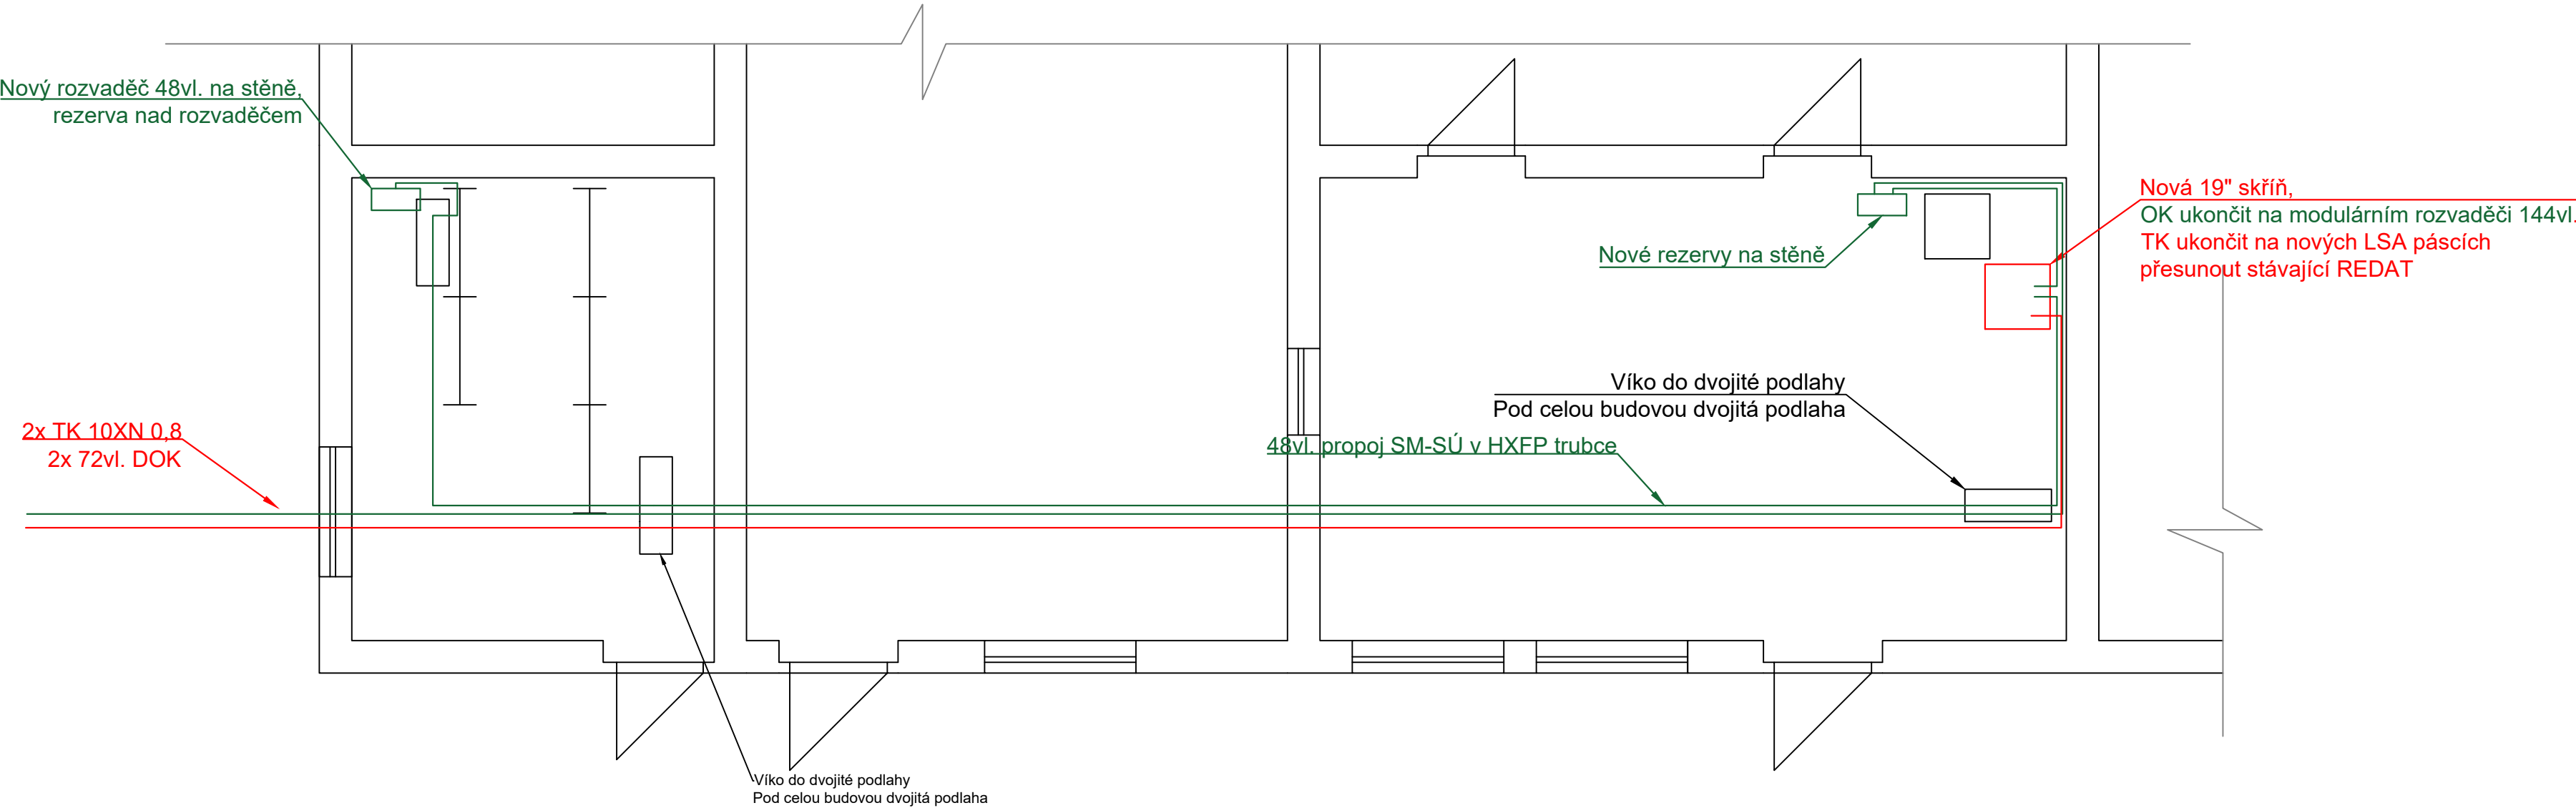 Nový rozvaděč 48vl. na stěně,
rezerva nad rozvaděčem
Nová 19" skříň,
OK ukončit na modulárním rozvaděči 144vl.
TK ukončit na nových LSA páscích
přesunout stávající REDAT
Nové rezervy na stěně
Víko do dvojité podlahy
Pod celou budovou dvojitá podlaha
2x TK 10XN 0,8
2x 72vl. DOK
48vl. propoj SM-SÚ v HXFP trubce
Víko do dvojité podlahy
Pod celou budovou dvojitá podlaha